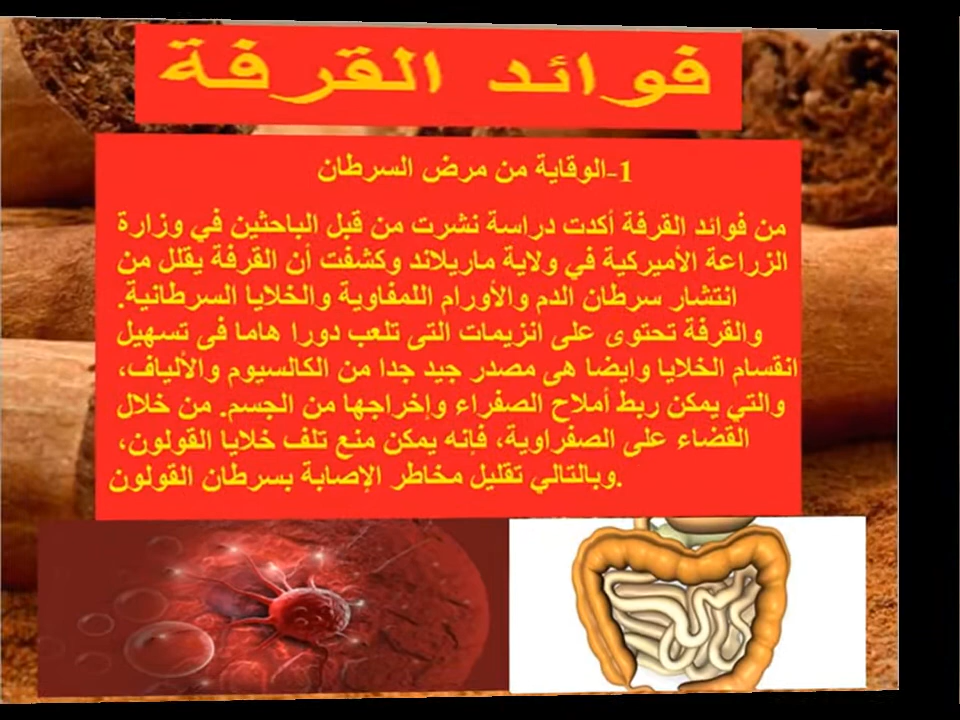 فوائد القرفة
1-الوقاية من مرض السرطان
من فوائد القرفة أكدت دراسة نشرت من قبل الباحثين في وزارة
الزراعة الأميركية في ولاية ماريلاند وكشفت أن القرفة يقلل من
انتشار سرطان الدم والأورام اللمفاوية والخلايا السرطانية.
والقرفة تحتوى على انزيمات التى تلعب دورا هاما فى تسهيل
انقسام الخلايا وايضا هى مصدر جيد جدا من الكالسيوم والألياف،
والتي يمكن ربط أملاح الصفراء وإخراجها من الجسم. من خلال
القضاء على الصفراوية، فإنه يمكن منع تلف خلايا القولون،
وبالتالي تقليل مخاطر الإصابة بسرطان القولون.